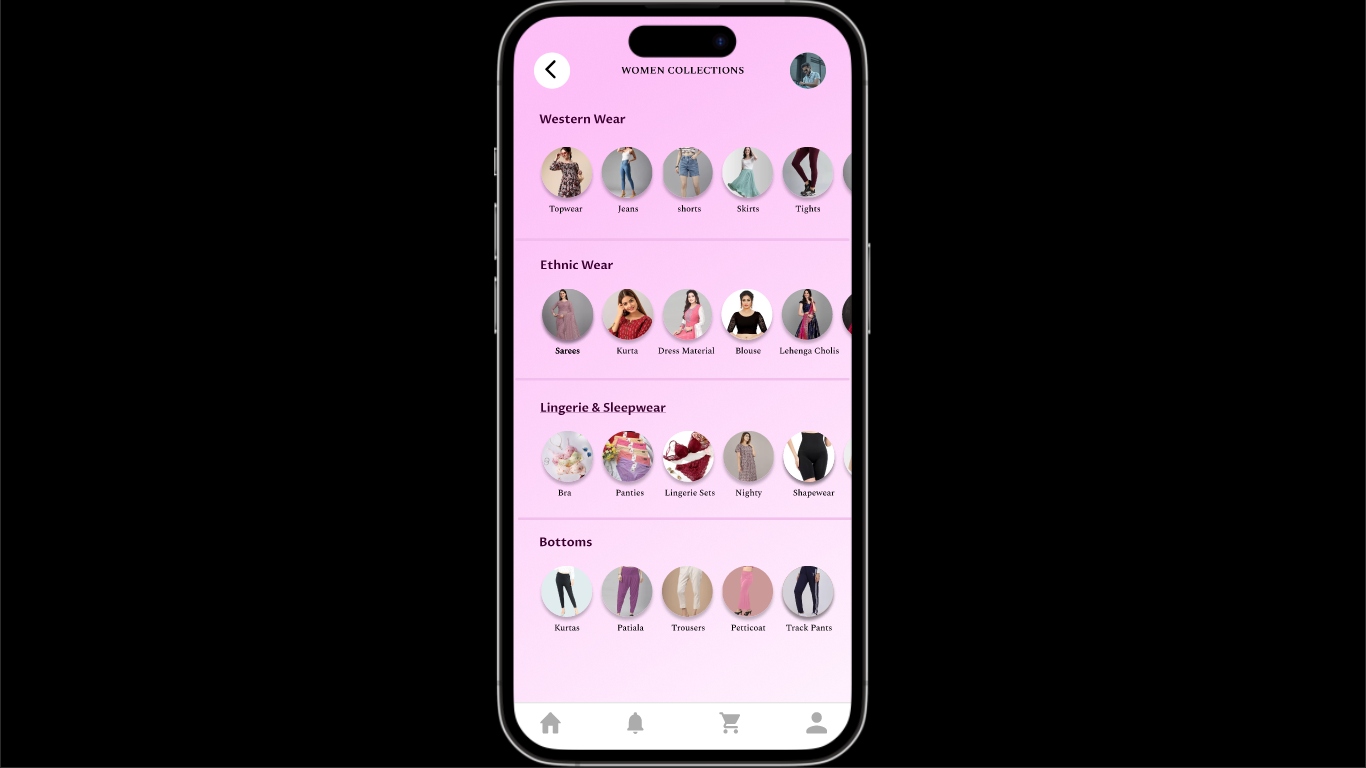 WOMEN COLLECTIONS
Western Wear
Topwear Jeans shorts Skirts Tights
Ethnic Wear
Sarees Kurta Dress Material Blouse Lehenga Cholis
Lingerie & Sleepwear
Bra Panties Lingerie Sets Nighty Shapewear
Bottoms
Kurtas Patiala Trousers Petticoat Track Pants